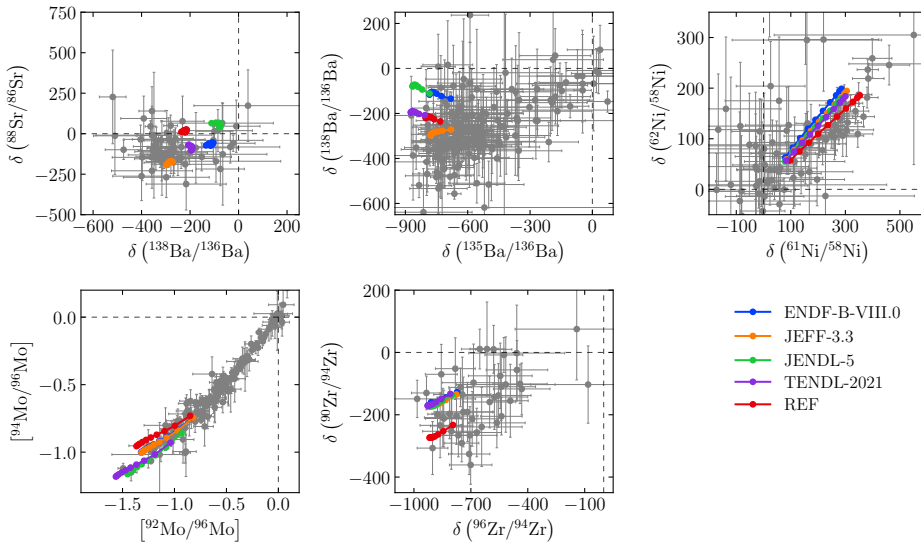 750
500
250
0
−250
−500
δ (⁸⁸Sr/⁸⁶Sr)
−600 −400 −200 0 200
δ (¹³⁸Ba/¹³⁶Ba)
200
0
−200
−400
−600
δ (¹³⁸Ba/¹³⁶Ba)
−900 −600 −300 0
δ (¹³⁵Ba/¹³⁶Ba)
300
200
100
0
δ (⁶²Ni/⁵⁸Ni)
−100 100 300 500
δ (⁶¹Ni/⁵⁸Ni)
0.0
−0.5
−1.0
[⁹⁴Mo/⁹⁶Mo]
−1.5 −1.0 −0.5 0.0
[⁹²Mo/⁹⁶Mo]
200
0
−200
−400
δ (⁹⁰Zr/⁹⁴Zr)
−1000 −700 −400 −100
δ (⁹⁶Zr/⁹⁴Zr)
ENDF-B-VIII.0
JEFF-3.3
JENDL-5
TENDL-2021
REF